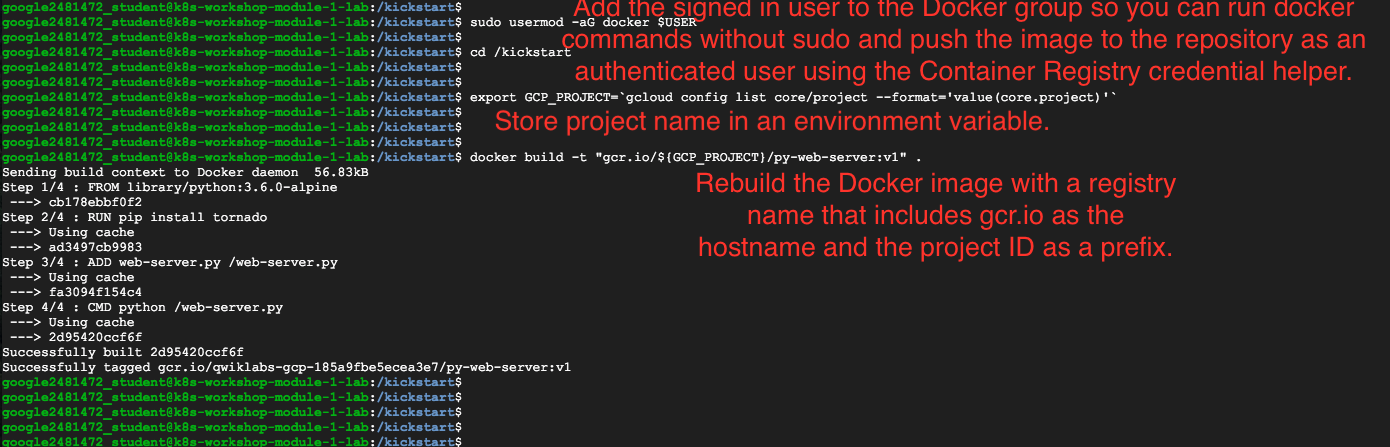 google2481472_student@k8s-workshop-module-1-lab:/kickstart$
Add the signed in user to the Docker group so you can run docker
google2481472_student@k8s-workshop-module-1-lab:/kickstart$ sudo usermod -aG docker $USER
google2481472_student@k8s-workshop-module-1-lab:/kickstart$
commands without sudo and push the image to the repository as an
google2481472_student@k8s-workshop-module-1-lab:/kickstart$ cd /kickstart
google2481472_student@k8s-workshop-module-1-lab:/kickstart$
authenticated user using the Container Registry credential helper.
google2481472_student@k8s-workshop-module-1-lab:/kickstart$
google2481472_student@k8s-workshop-module-1-lab:/kickstart$ export GCP_PROJECT=`gcloud config list core/project --format='value(core.project)'`
google2481472_student@k8s-workshop-module-1-lab:/kickstart$
Store project name in an environment variable.
google2481472_student@k8s-workshop-module-1-lab:/kickstart$
google2481472_student@k8s-workshop-module-1-lab:/kickstart$
google2481472_student@k8s-workshop-module-1-lab:/kickstart$ docker build -t "gcr.io/${GCP_PROJECT}/py-web-server:v1" .
Sending build context to Docker daemon  56.83kB
Step 1/4 : FROM library/python:3.6.0-alpine
 ---> cb178ebbf0f2
Step 2/4 : RUN pip install tornado
 ---> Using cache
 ---> ad3497cb9983
Step 3/4 : ADD web-server.py /web-server.py
 ---> Using cache
 ---> fa3094f154c4
Step 4/4 : CMD python /web-server.py
 ---> Using cache
 ---> 2d95420ccf6f
Successfully built 2d95420ccf6f
Successfully tagged gcr.io/qwiklabs-gcp-185a9fbe5ecea3e7/py-web-server:v1
Rebuild the Docker image with a registry
name that includes gcr.io as the
hostname and the project ID as a prefix.
google2481472_student@k8s-workshop-module-1-lab:/kickstart$
google2481472_student@k8s-workshop-module-1-lab:/kickstart$
google2481472_student@k8s-workshop-module-1-lab:/kickstart$
google2481472_student@k8s-workshop-module-1-lab:/kickstart$
google2481472_student@k8s-workshop-module-1-lab:/kickstart$